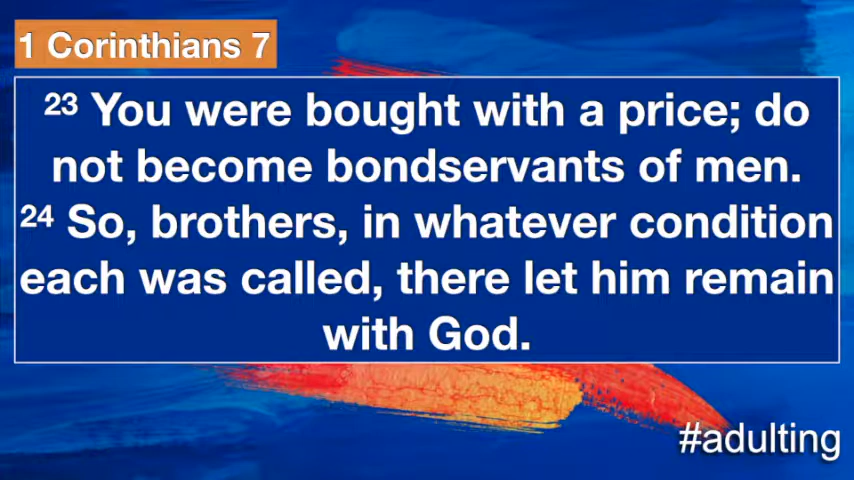 1 Corinthians 7
23 You were bought with a price; do
not become bondservants of men.
24 So, brothers, in whatever condition
each was called, there let him remain
with God.
#adulting